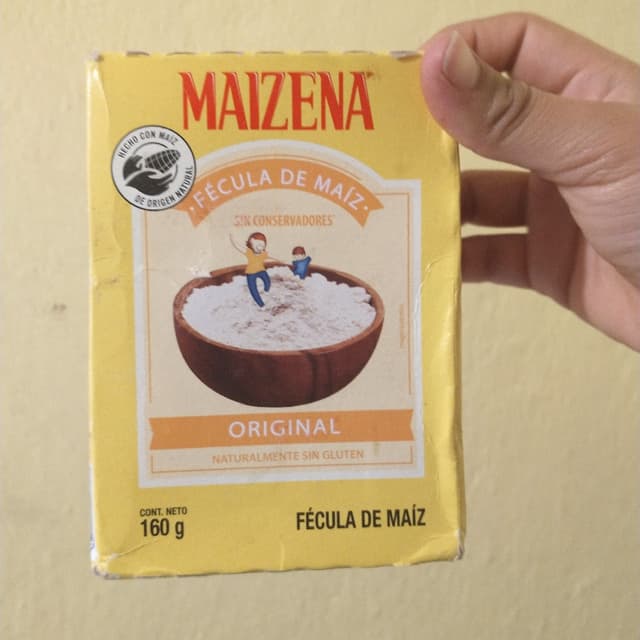 MAIZENA
HECHO CON MAÍZ
DE ORIGEN NATURAL
FÉCULA DE MAÍZ
SIN CONSERVADORES
ORIGINAL
NATURALMENTE SIN GLUTEN
CONT. NETO
160 g
FÉCULA DE MAÍZ